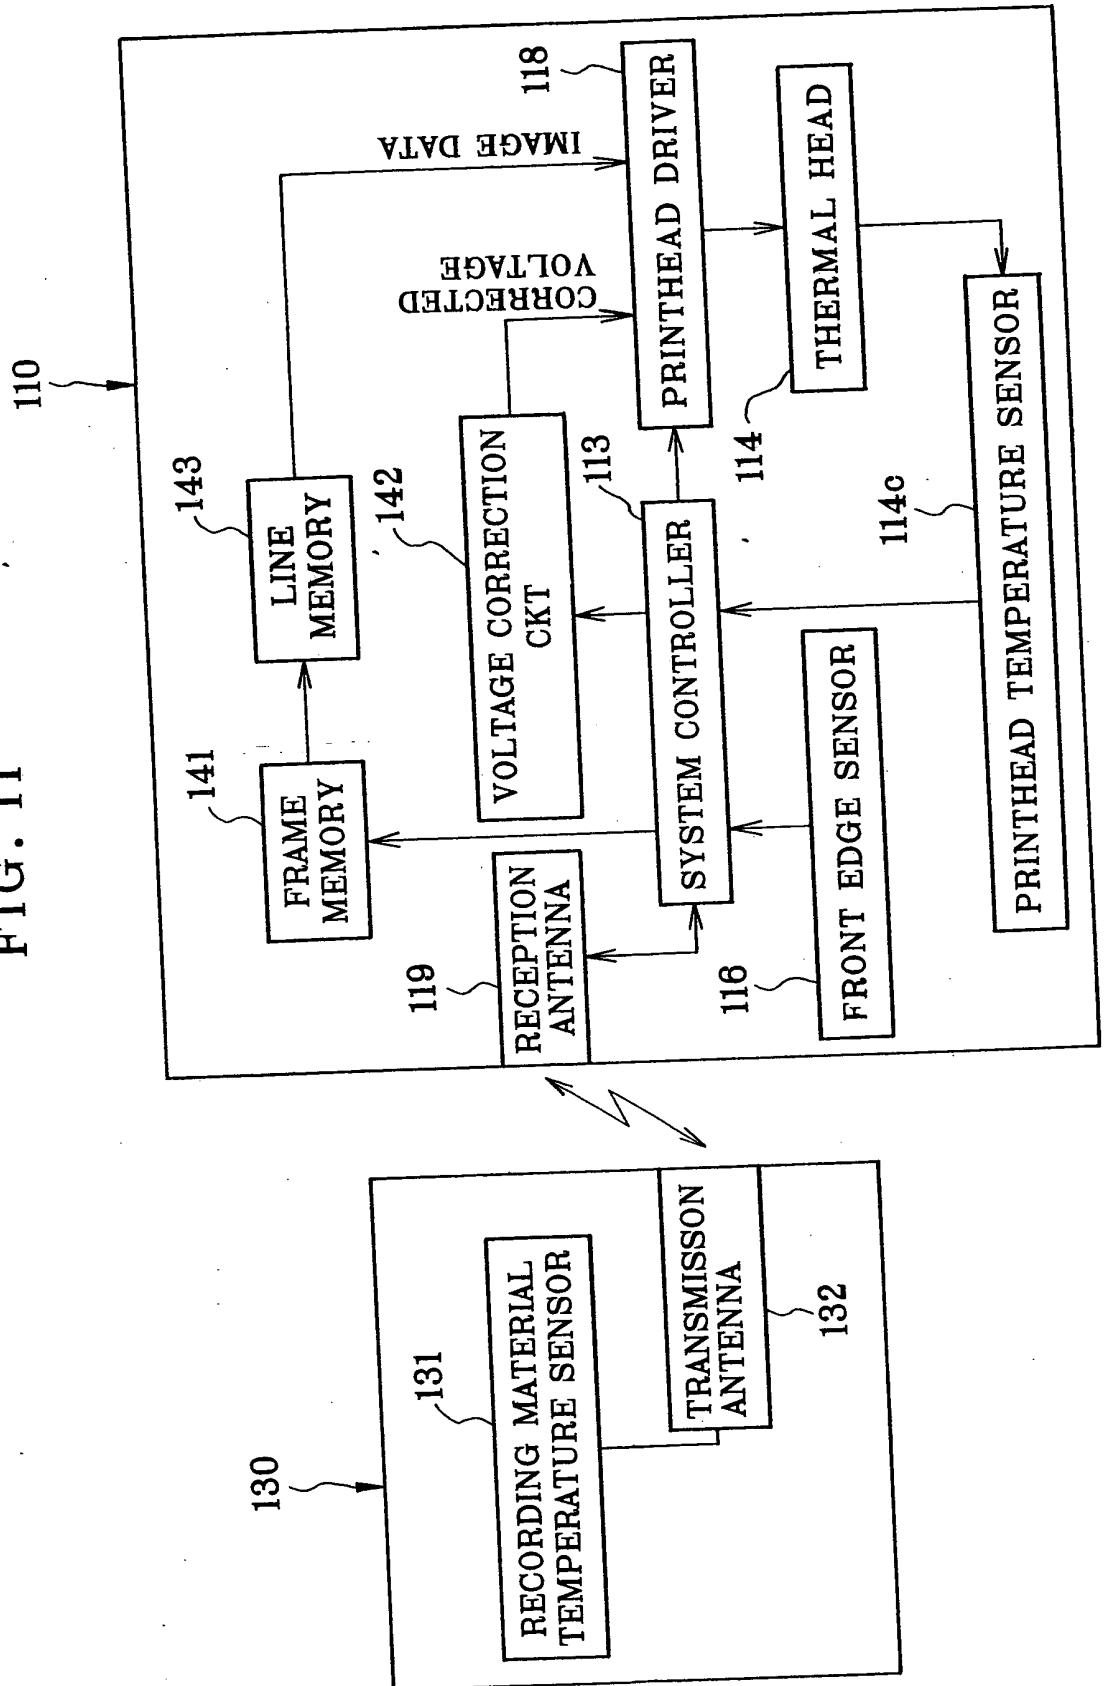 FIG. 11
110
130
131
RECORDING MATERIAL
TEMPERATURE SENSOR
TRANSMISSON
ANTENNA
132
119
RECEPTION
ANTENNA
141
FRAME
MEMORY
143
LINE
MEMORY
142
VOLTAGE CORRECTION
CKT
CORRECTED
VOLTAGE
IMAGE DATA
118
PRINTHEAD DRIVER
113
SYSTEM CONTROLLER
114
THERMAL HEAD
116
FRONT EDGE SENSOR
114c
PRINTHEAD TEMPERATURE SENSOR